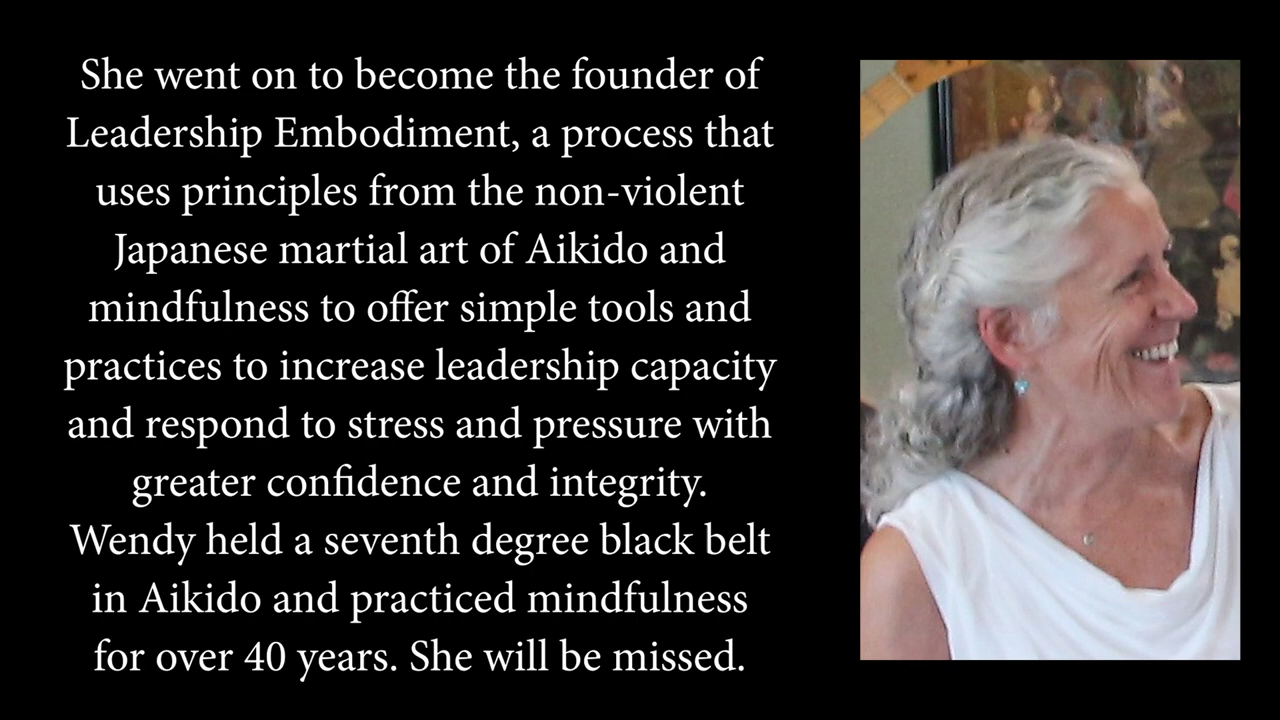 She went on to become the founder of
Leadership Embodiment, a process that
uses principles from the non-violent
Japanese martial art of Aikido and
mindfulness to offer simple tools and
practices to increase leadership capacity
and respond to stress and pressure with
greater confidence and integrity.
Wendy held a seventh degree black belt
in Aikido and practiced mindfulness
for over 40 years. She will be missed.